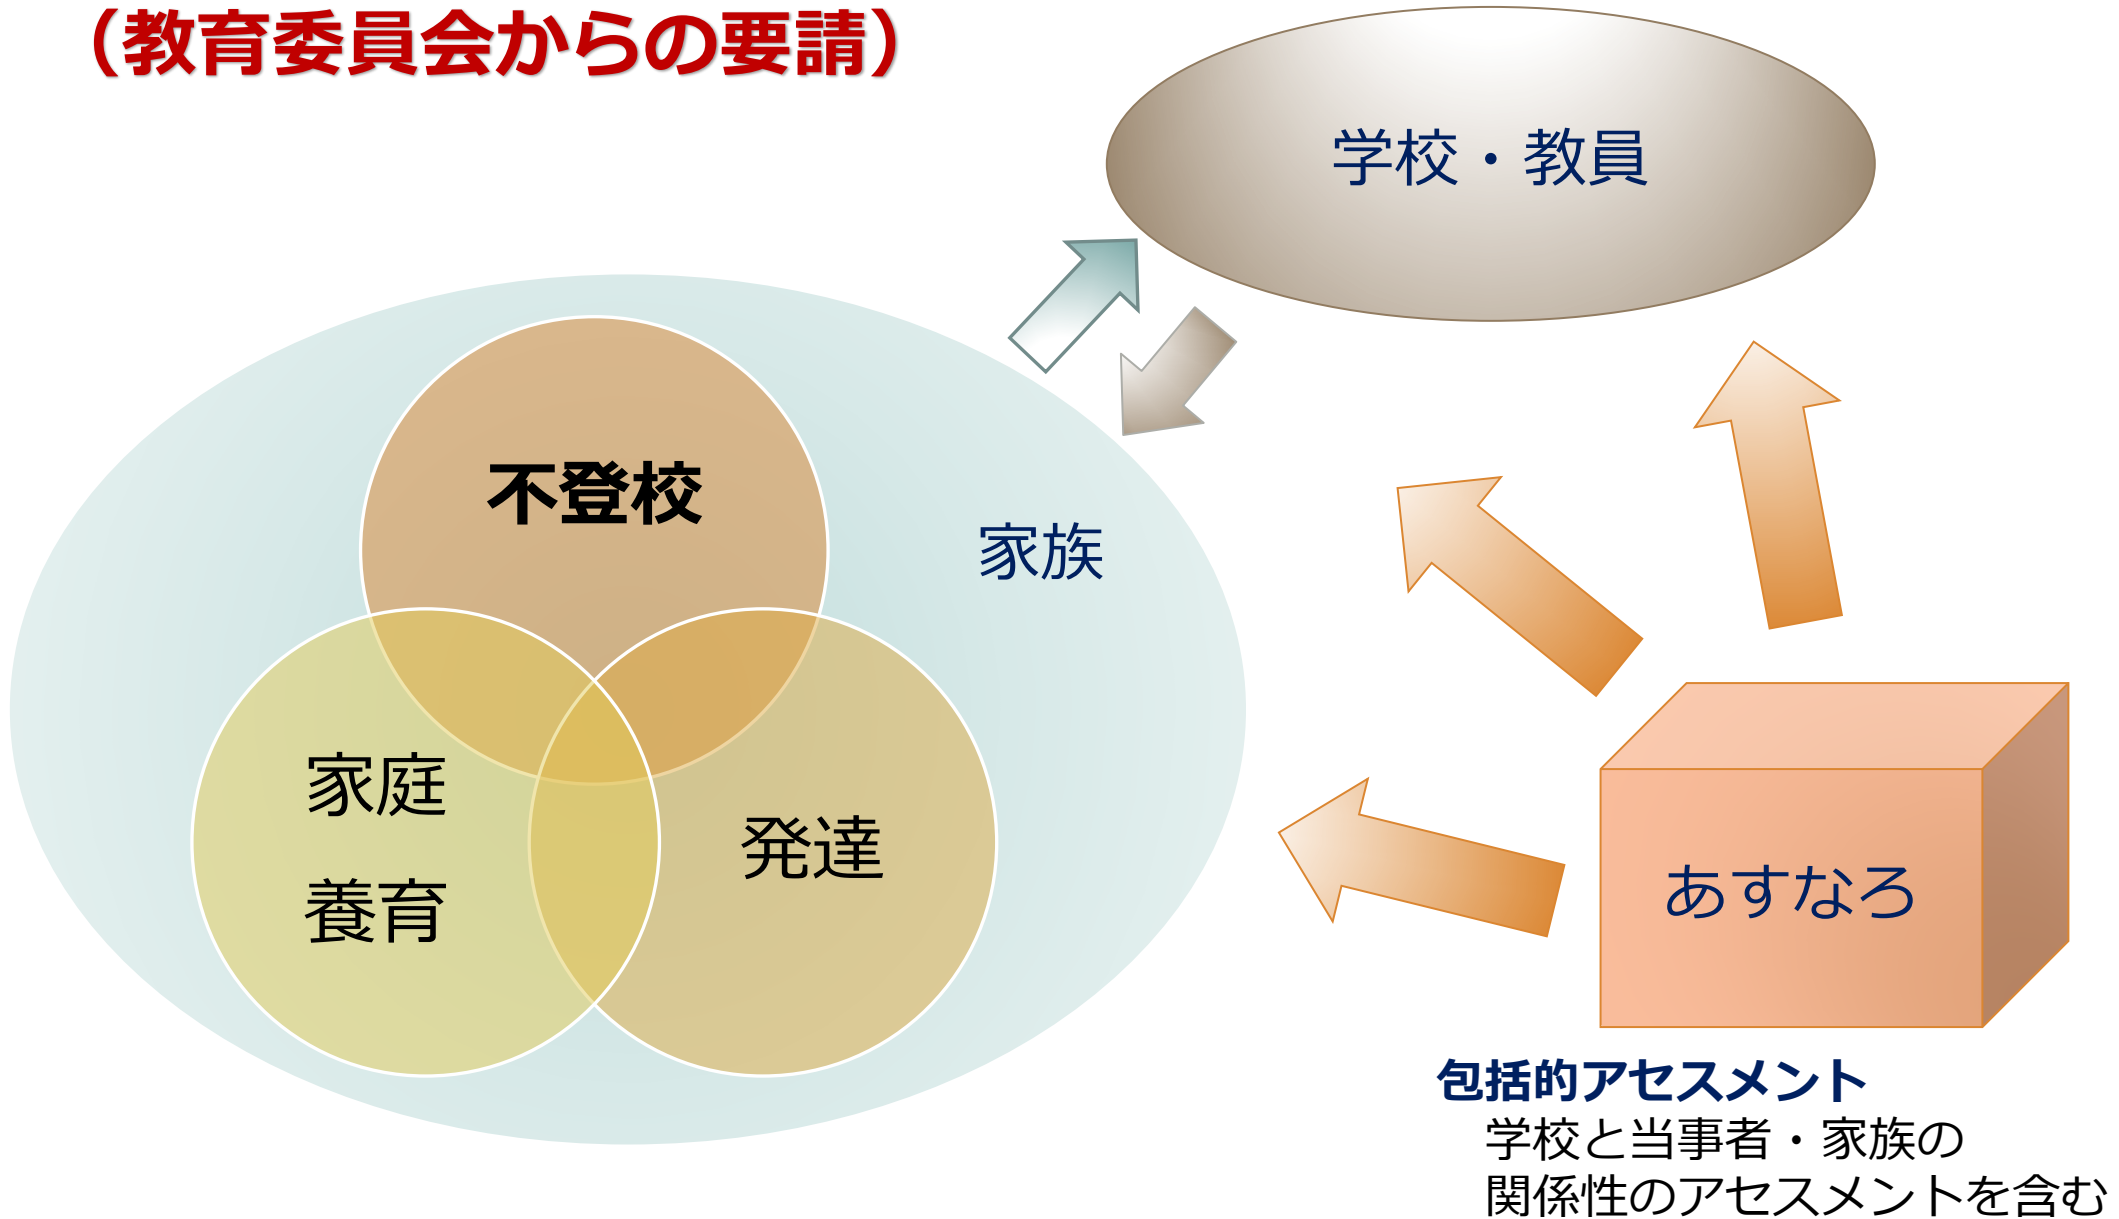 （教育委員会からの要請）
学校・教員
不登校
家族
家庭
養育
発達
あすなろ
包括的アセスメント
学校と当事者・家族の
関係性のアセスメントを含む